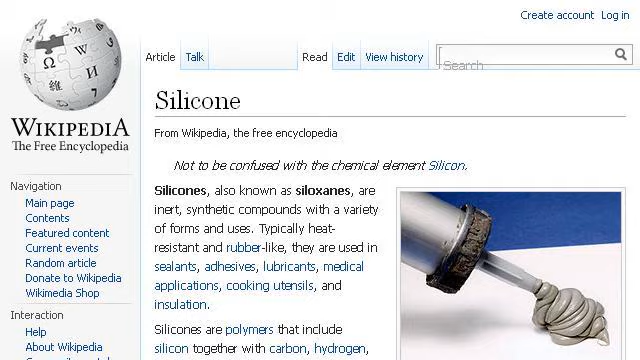 Create account Log in
Article Talk Read Edit View history Search
Silicone
WIKIPEDIA
The Free Encyclopedia
From Wikipedia, the free encyclopedia
Not to be confused with the chemical element Silicon.
Navigation
Main page
Contents
Featured content
Current events
Random article
Donate to Wikipedia
Wikimedia Shop
Interaction
Help
About Wikipedia
Silicones, also known as siloxanes, are
inert, synthetic compounds with a variety
of forms and uses. Typically heat-
resistant and rubber-like, they are used in
sealants, adhesives, lubricants, medical
applications, cooking utensils, and
insulation.
Silicones are polymers that include
silicon together with carbon, hydrogen,